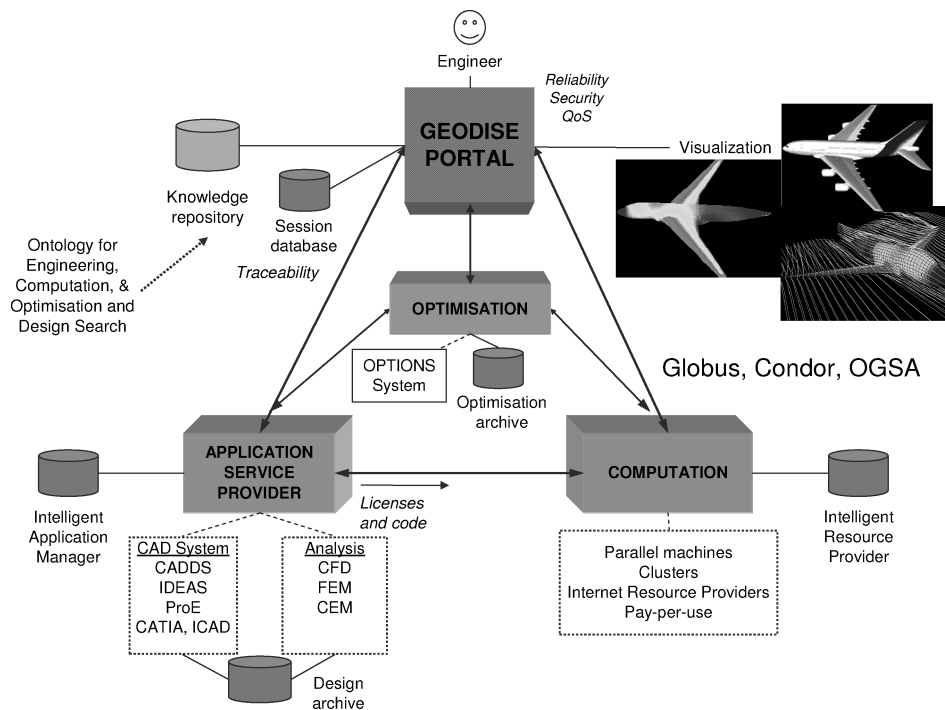 Engineer
Reliability
Security
QoS
GEODISE
PORTAL
Visualization
Knowledge
repository
Session
database
Traceability
Ontology for
Engineering,
Computation, &
Optimisation and
Design Search
OPTIMISATION
OPTIONS
System
Optimisation
archive
Globus, Condor, OGSA
APPLICATION
SERVICE
PROVIDER
COMPUTATION
Licenses
and code
Intelligent
Application
Manager
Intelligent
Resource
Provider
CAD System
CADDS
IDEAS
ProE
CATIA, ICAD
Analysis
CFD
FEM
CEM
Parallel machines
Clusters
Internet Resource Providers
Pay-per-use
Design
archive